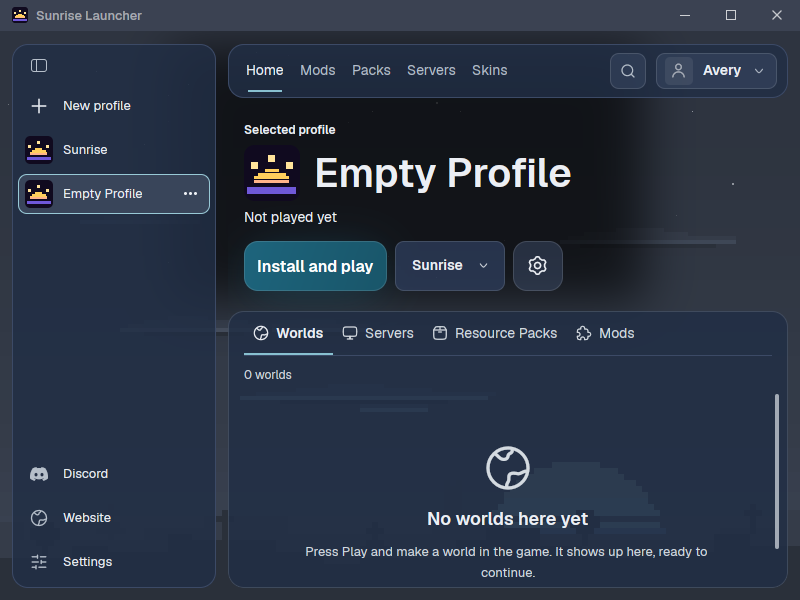 Sunrise Launcher
New profile
Sunrise
Empty Profile
Discord
Website
Settings
Home Mods Packs Servers Skins
Avery
Selected profile
Empty Profile
Not played yet
Install and play
Sunrise
Worlds Servers Resource Packs Mods
0 worlds
No worlds here yet
Press Play and make a world in the game. It shows up here, ready to
continue.